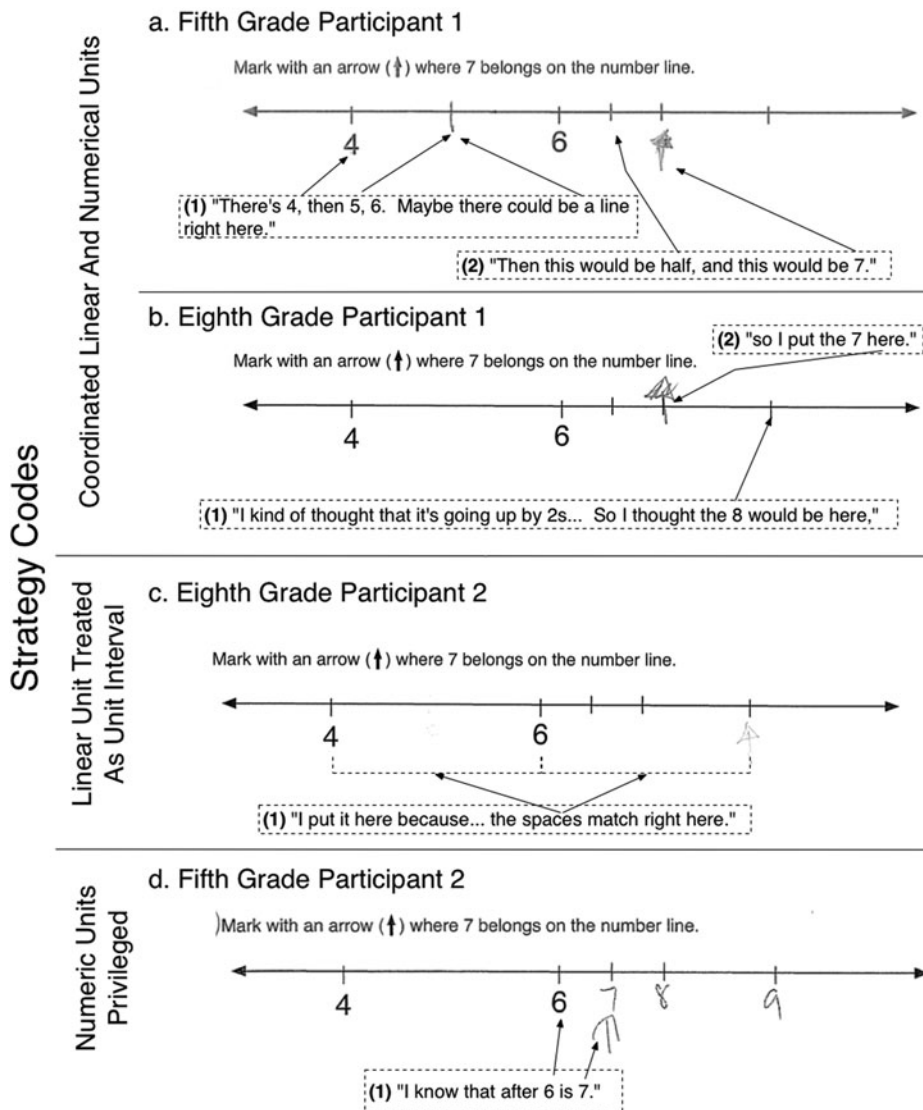 Strategy Codes
Coordinated Linear And Numerical Units
a. Fifth Grade Participant 1
Mark with an arrow (↑) where 7 belongs on the number line.
4 6
(1) "There's 4, then 5, 6. Maybe there could be a line
right here."
(2) "Then this would be half, and this would be 7."
b. Eighth Grade Participant 1
(2) "so I put the 7 here."
Mark with an arrow (↑) where 7 belongs on the number line.
4 6
(1) "I kind of thought that it's going up by 2s... So I thought the 8 would be here,"
Linear Unit Treated
As Unit Interval
c. Eighth Grade Participant 2
Mark with an arrow (↑) where 7 belongs on the number line.
4 6
(1) "I put it here because... the spaces match right here."
Numeric Units
Privileged
d. Fifth Grade Participant 2
)Mark with an arrow (↑) where 7 belongs on the number line.
4 6 7 8 9
(1) "I know that after 6 is 7."